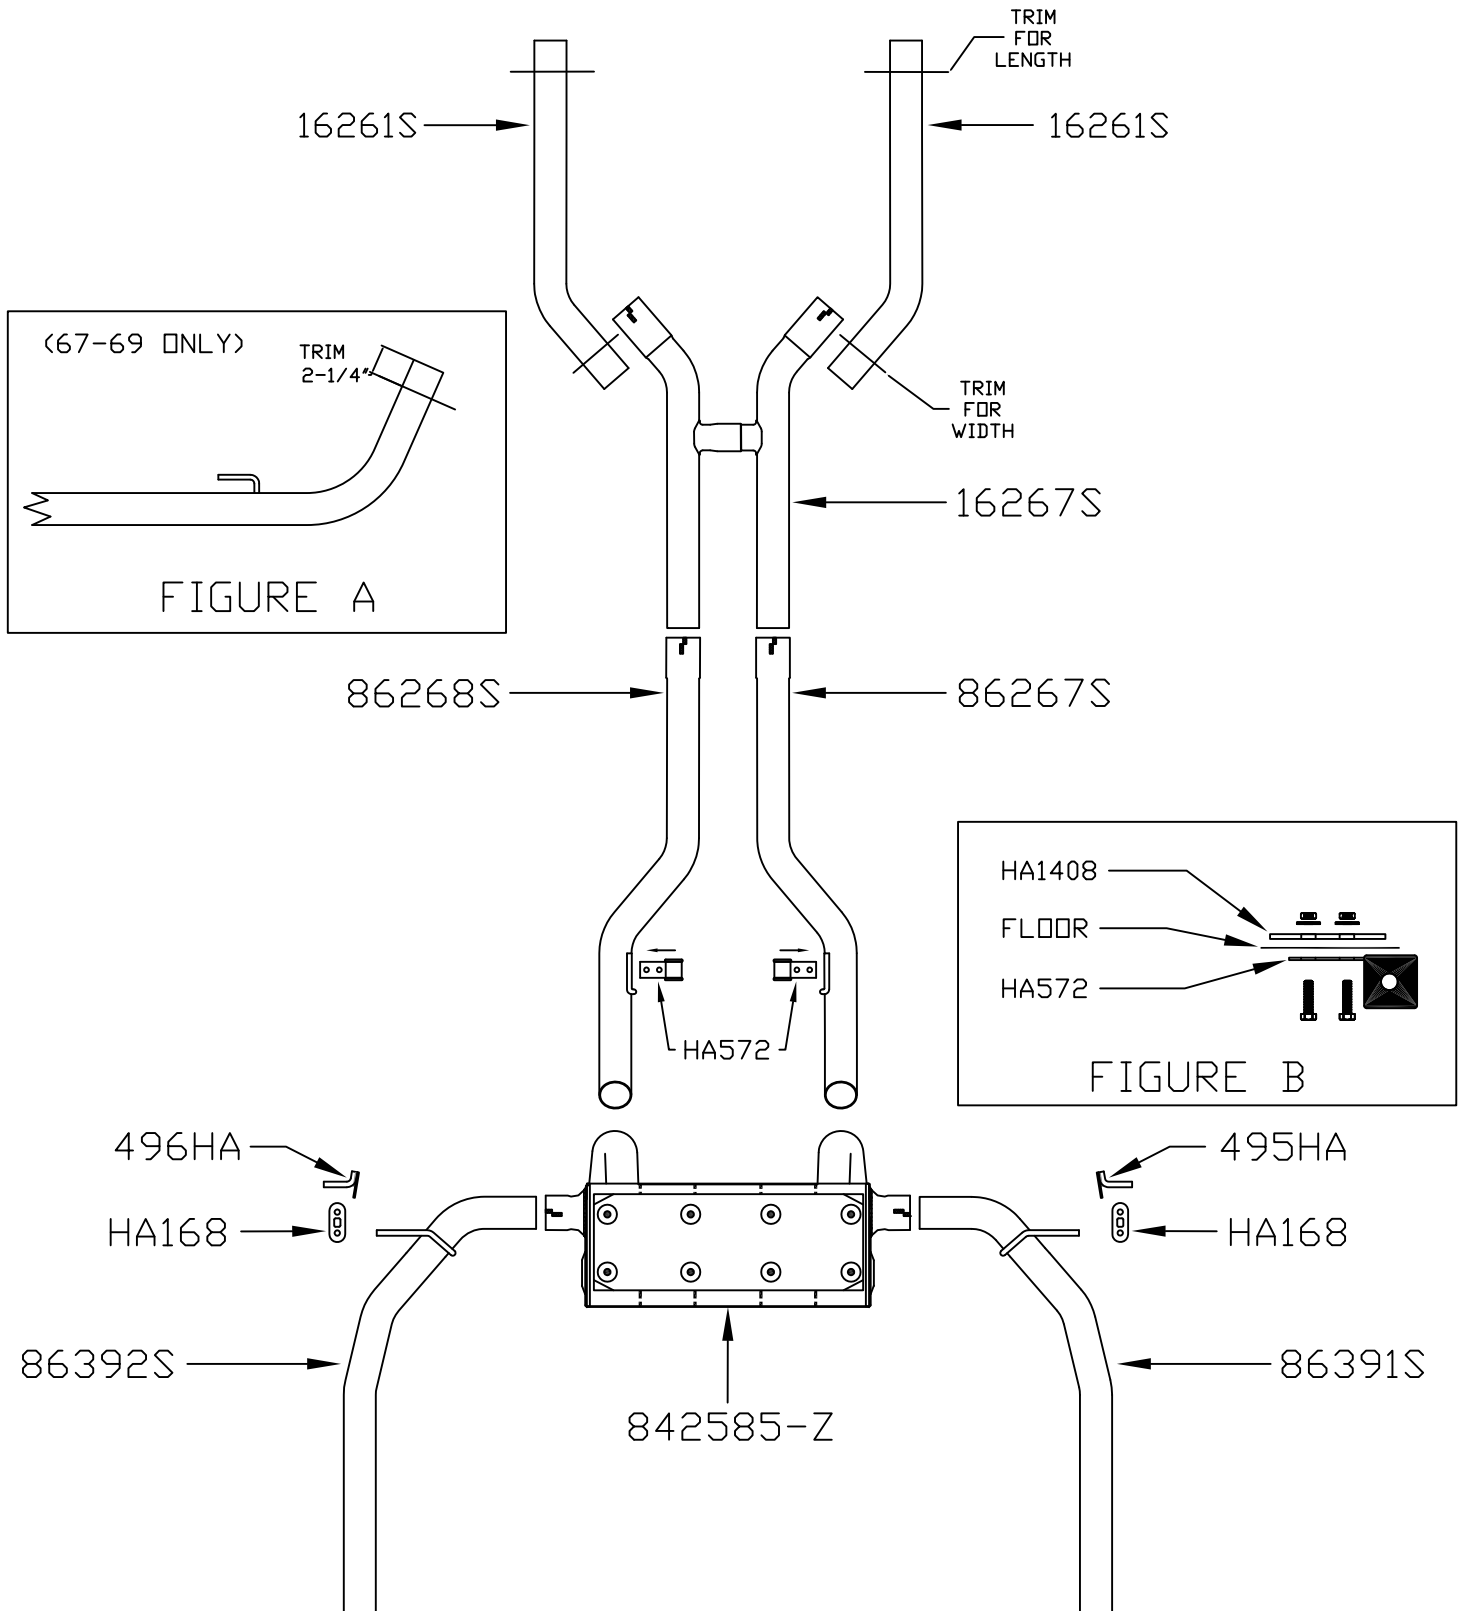 TRIM
FOR
LENGTH
16261S
16261S
(67-69 ONLY)
TRIM
2-1/4"
FIGURE A
TRIM
FOR
WIDTH
16267S
86268S
86267S
HA1408
FLOOR
HA572
FIGURE B
HA572
496HA
495HA
HA168
HA168
86392S
86391S
842585-Z